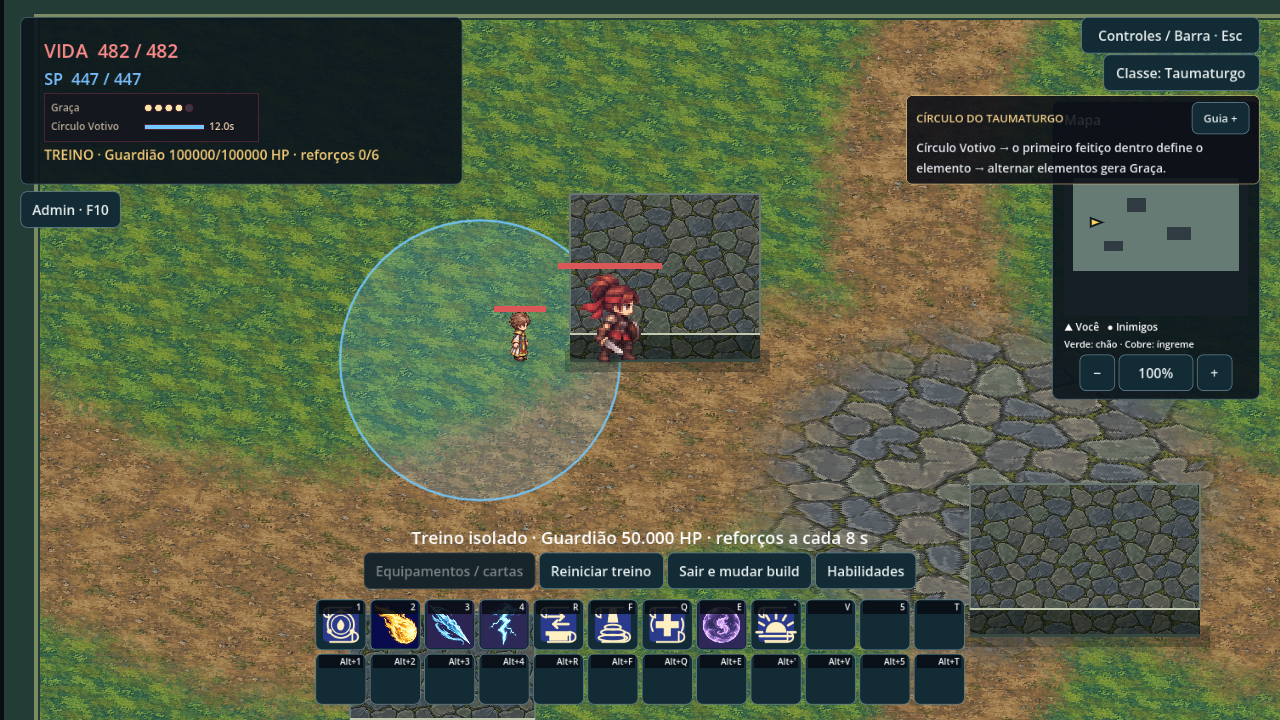 VIDA 482 / 482
SP 447 / 447
Graça
Círculo Votivo 12.0s
TREINO · Guardião 100000/100000 HP · reforços 0/6
Admin · F10
Controles / Barra · Esc
Classe: Taumaturgo
CÍRCULO DO TAUMATURGO
Mapa
Guia +
Círculo Votivo → o primeiro feitiço dentro define o
elemento → alternar elementos gera Graça.
▲ Você ● Inimigos
Verde: chão · Cobre: íngreme
− 100% +
Treino isolado · Guardião 50.000 HP · reforços a cada 8 s
Equipamentos / cartas Reiniciar treino Sair e mudar build Habilidades
1 2 3 4 R F Q E ' V 5 T
Alt+1 Alt+2 Alt+3 Alt+4 Alt+R Alt+F Alt+Q Alt+E Alt+' Alt+V Alt+5 Alt+T